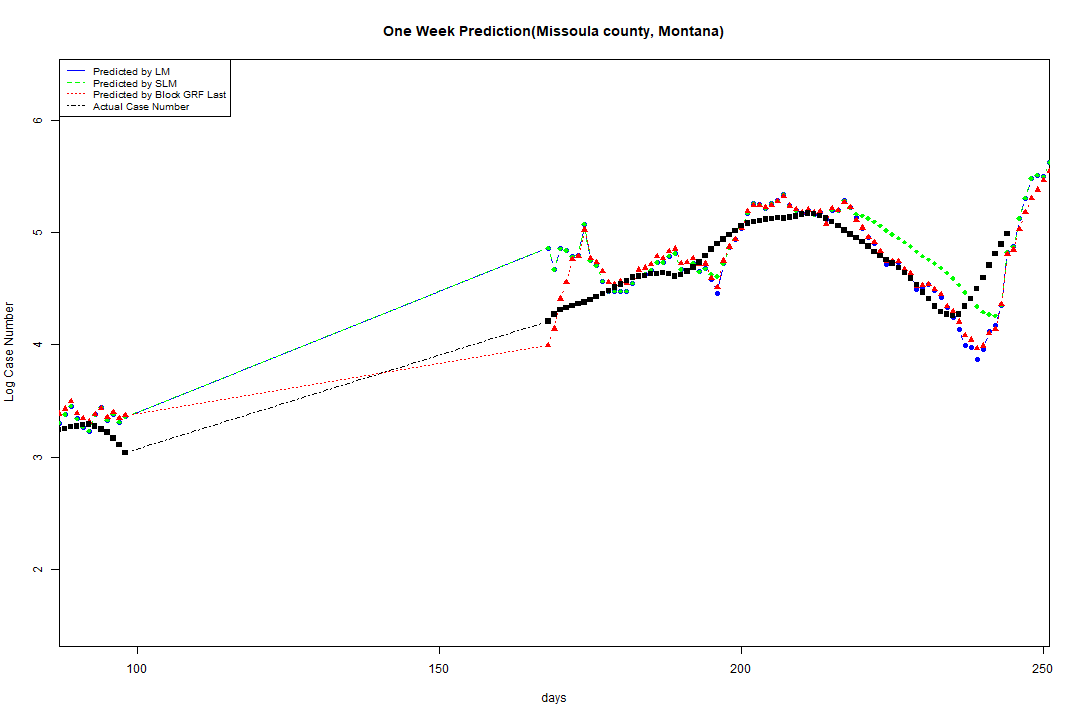 One Week Prediction(Missoula county, Montana)
Predicted by LM
Predicted by SLM
Predicted by Block GRF Last
Actual Case Number
Log Case Number
6
5
4
3
2
100 150 200 250
days